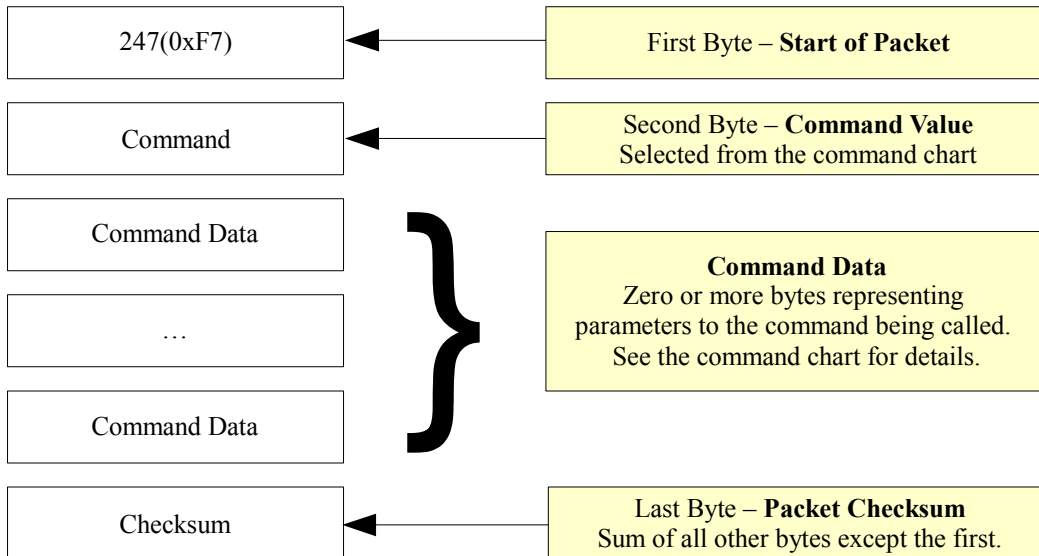 247(0xF7)
First Byte – Start of Packet
Command
Second Byte – Command Value
Selected from the command chart
Command Data
…
Command Data
Command Data
Zero or more bytes representing
parameters to the command being called.
See the command chart for details.
Checksum
Last Byte – Packet Checksum
Sum of all other bytes except the first.